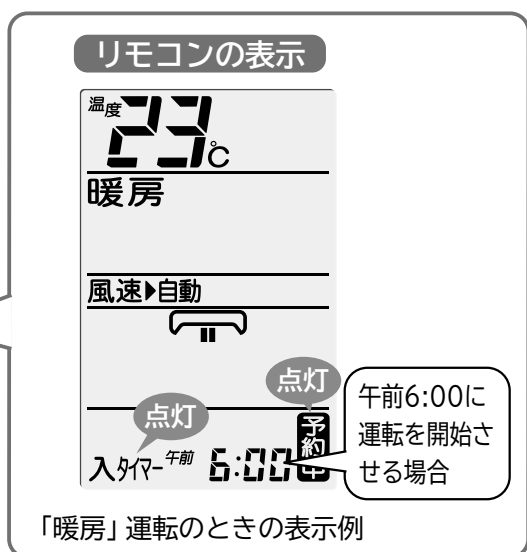 リモコンの表示
温度23℃
暖房
風速▶自動
点灯
点灯
入タイマー午前 6:00 予約中
午前6:00に
運転を開始さ
せる場合
「暖房」運転のときの表示例